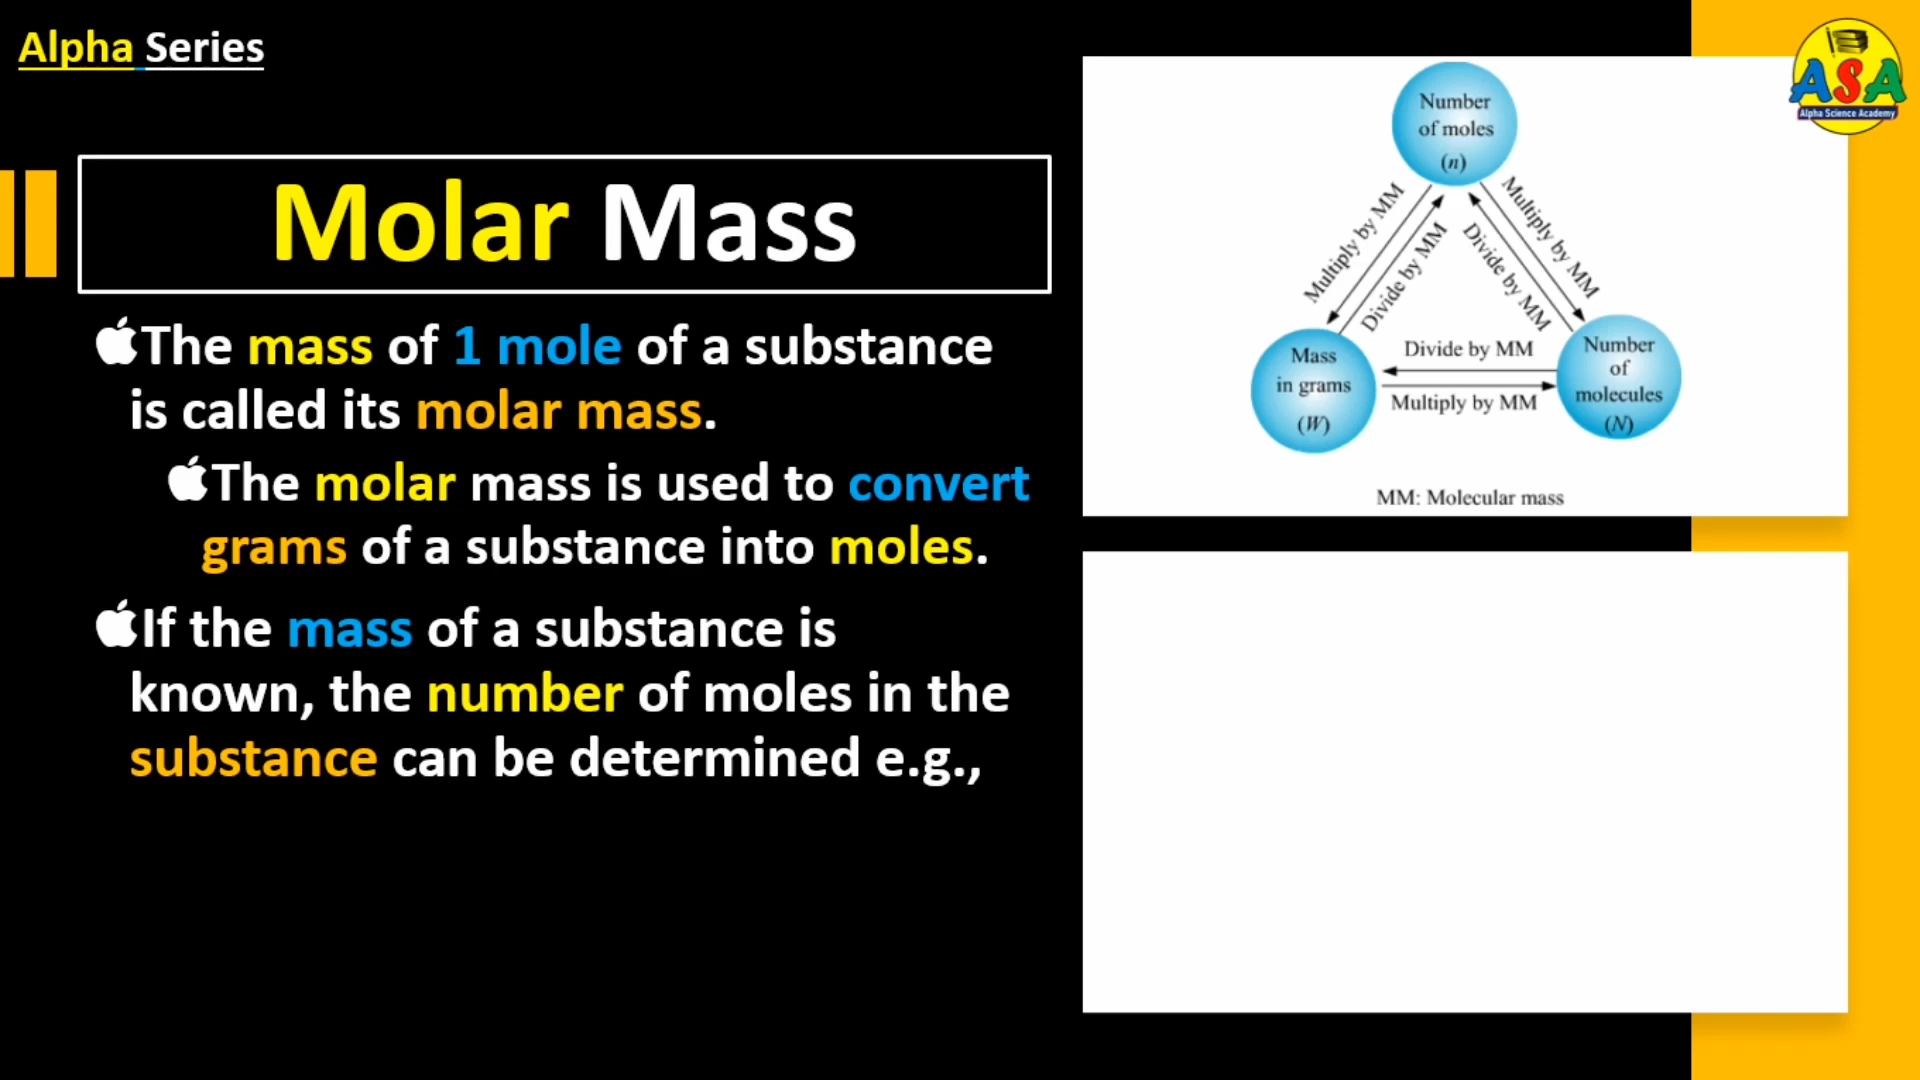 Alpha Series
Molar Mass
The mass of 1 mole of a substance
is called its molar mass.
The molar mass is used to convert
grams of a substance into moles.
If the mass of a substance is
known, the number of moles in the
substance can be determined e.g.,
ASA
Alpha Science Academy
Number
of moles
(n)
Multiply by MM
Divide by MM
Divide by MM
Multiply by MM
Mass
in grams
(W)
Divide by MM
Multiply by MM
Number
of
molecules
(N)
MM: Molecular mass